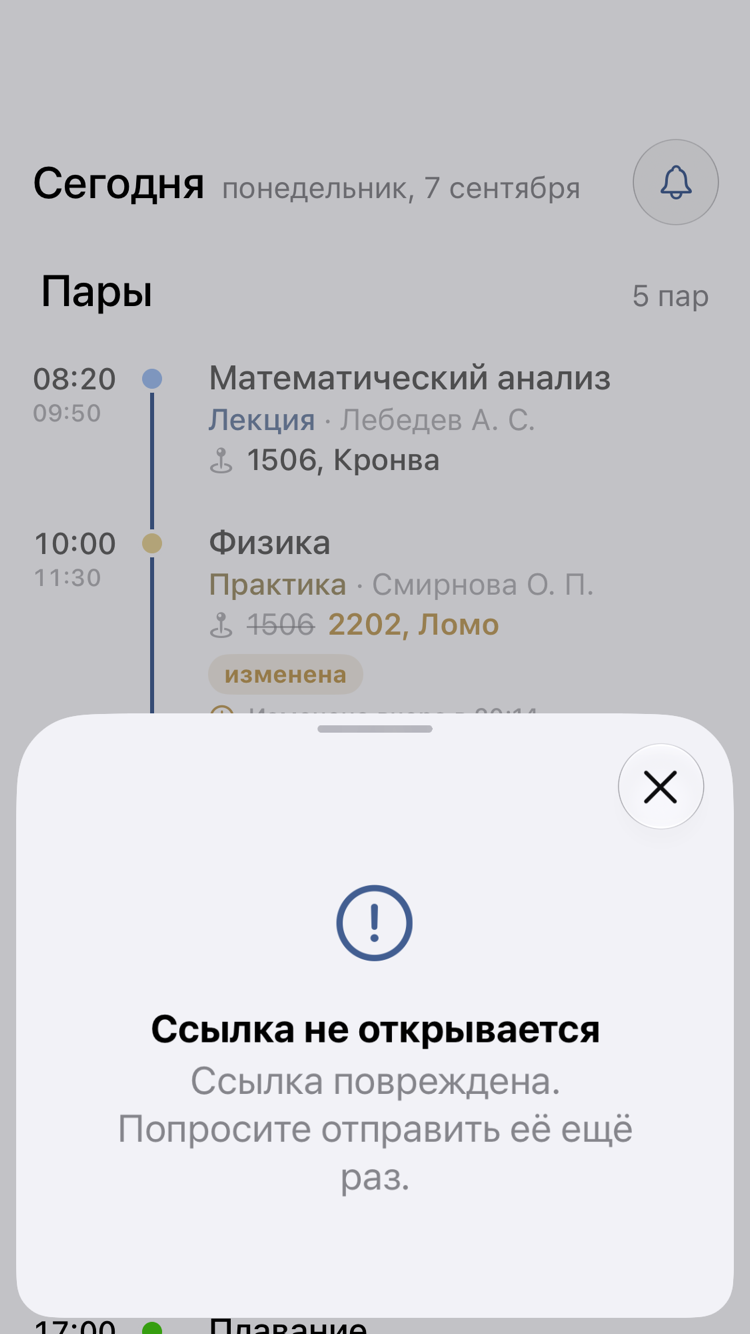 Сегодня понедельник, 7 сентября
Пары 5 пар
08:20 Математический анализ
09:50 Лекция · Лебедев А. С.
1506, Кронва
10:00 Физика
11:30 Практика · Смирнова О. П.
1506 2202, Ломо
изменена
Ссылка не открывается
Ссылка повреждена.
Попросите отправить её ещё
раз.
17:00 Плавание